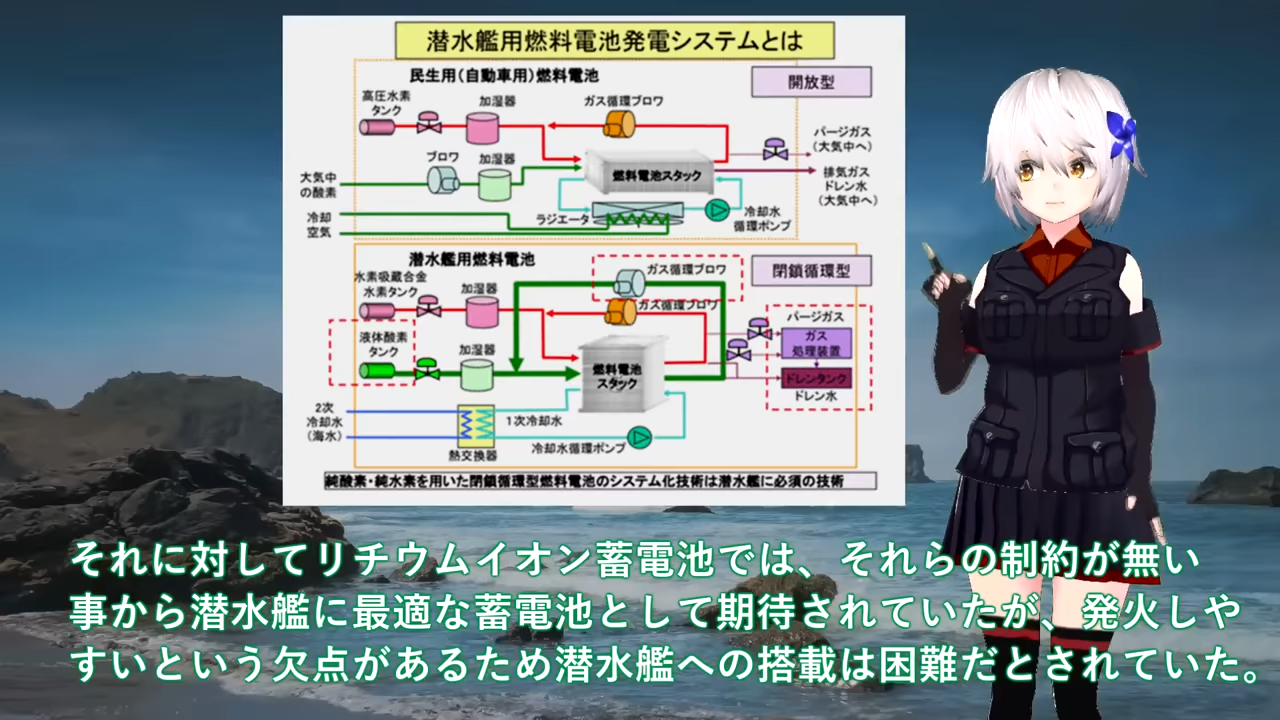 潜水艦用燃料電池発電システムとは
民生用(自動車用)燃料電池
開放型
高圧水素
タンク
加湿器
ガス循環ブロワ
パージガス
(大気中へ)
ブロワ
加湿器
大気中
の酸素
燃料電池スタック
排気ガス
ドレン水
(大気中へ)
冷却
空気
ラジエータ
冷却水
循環ポンプ
潜水艦用燃料電池
閉鎖循環型
水素吸蔵合金
水素タンク
加湿器
ガス循環ブロワ
ガス循環ブロワ
パージガス
ガス
処理装置
液体酸素
タンク
加湿器
燃料電池
スタック
ドレンタンク
ドレン水
2次
冷却水
(海水)
1次冷却水
冷却水循環ポンプ
熱交換器
純酸素・純水素を用いた閉鎖循環型燃料電池のシステム化技術は潜水艦に必須の技術
それに対してリチウムイオン蓄電池では、それらの制約が無い
事から潜水艦に最適な蓄電池として期待されていたが、発火しや
すいという欠点があるため潜水艦への搭載は困難だとされていた。